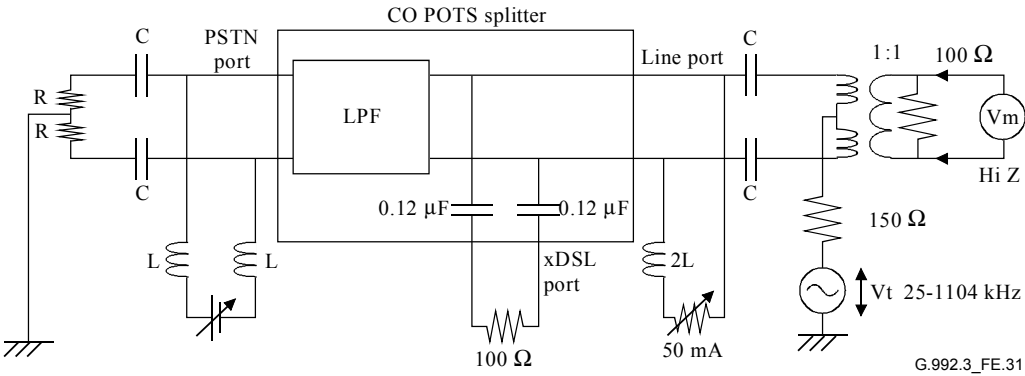 CO POTS splitter
C
PSTN
port
Line port
C
1:1
100 Ω
R
R
LPF
Vm
C
C
Hi Z
0.12 µF
0.12 µF
150 Ω
L
L
xDSL
port
2L
Vt 25-1104 kHz
100 Ω
50 mA
G.992.3_FE.31